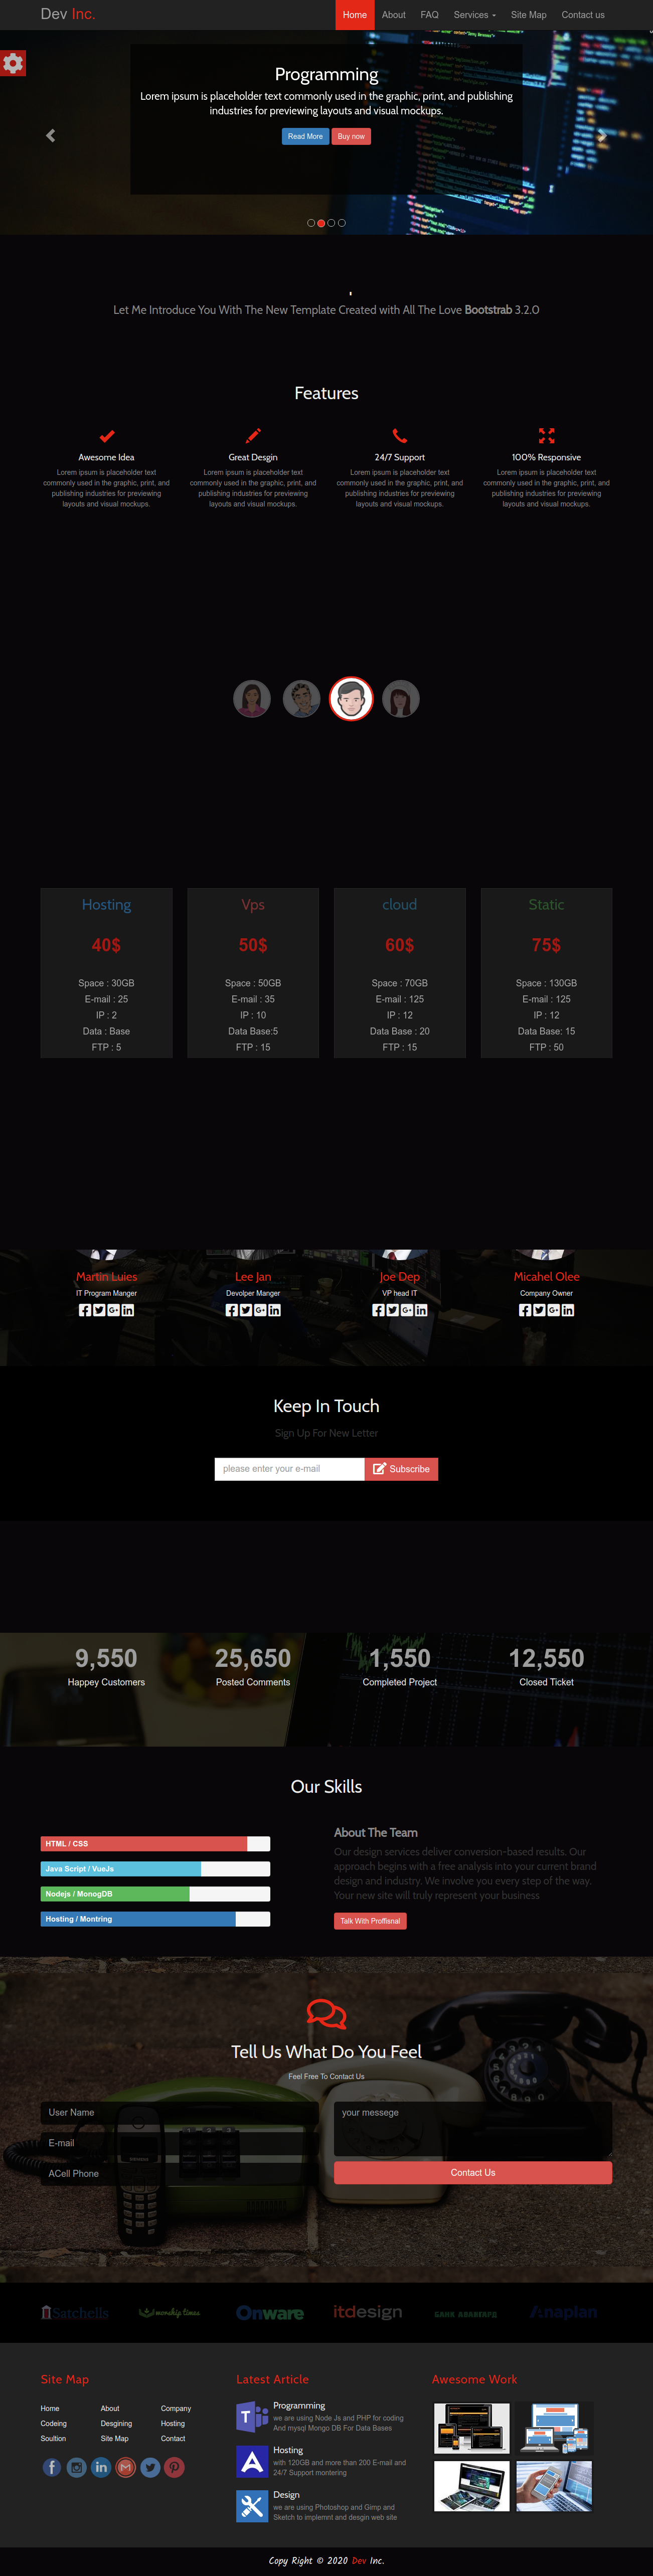 Dev Inc.
Home About FAQ Services Site Map Contact us
Programming
Lorem ipsum is placeholder text commonly used in the graphic, print, and publishing
industries for previewing layouts and visual mockups.
Read More Buy now
Let Me Introduce You With The New Template Created with All The Love Bootstrab 3.2.0
Features
Awesome Idea
Lorem ipsum is placeholder text
commonly used in the graphic, print, and
publishing industries for previewing
layouts and visual mockups.
Great Desgin
Lorem ipsum is placeholder text
commonly used in the graphic, print, and
publishing industries for previewing
layouts and visual mockups.
24/7 Support
Lorem ipsum is placeholder text
commonly used in the graphic, print, and
publishing industries for previewing
layouts and visual mockups.
100% Responsive
Lorem ipsum is placeholder text
commonly used in the graphic, print, and
publishing industries for previewing
layouts and visual mockups.
Hosting
40$
Space : 30GB
E-mail : 25
IP : 2
Data : Base
FTP : 5
Vps
50$
Space : 50GB
E-mail : 35
IP : 10
Data Base:5
FTP : 15
cloud
60$
Space : 70GB
E-mail : 125
IP : 12
Data Base : 20
FTP : 15
Static
75$
Space : 130GB
E-mail : 125
IP : 12
Data Base: 15
FTP : 50
Martin Luies
IT Program Manger
Lee Jan
Devolper Manger
Joe Dep
VP head IT
Micahel Olee
Company Owner
Keep In Touch
Sign Up For New Letter
please enter your e-mail Subscribe
9,550
Happey Customers
25,650
Posted Comments
1,550
Completed Project
12,550
Closed Ticket
Our Skills
HTML / CSS
Java Script / VueJs
Nodejs / MonogDB
Hosting / Montring
About The Team
Our design services deliver conversion-based results. Our
approach begins with a free analysis into your current brand
design and industry. We involve you every step of the way.
Your new site will truly represent your business
Talk With Proffisnal
Tell Us What Do You Feel
Feel Free To Contact Us
User Name
E-mail
ACell Phone
your messege
Contact Us
Satchells
worship times
Onware
itdesign
Anaplan
Site Map
Home About Company
Codeing Desgining Hosting
Soultion Site Map Contact
Latest Article
Programming
we are using Node Js and PHP for coding
And mysql Mongo DB For Data Bases
Hosting
with 120GB and more than 200 E-mail and
24/7 Support montering
Design
we are using Photoshop and Gimp and
Sketch to implemnt and desgin web site
Awesome Work
Copy Right © 2020 Dev Inc.